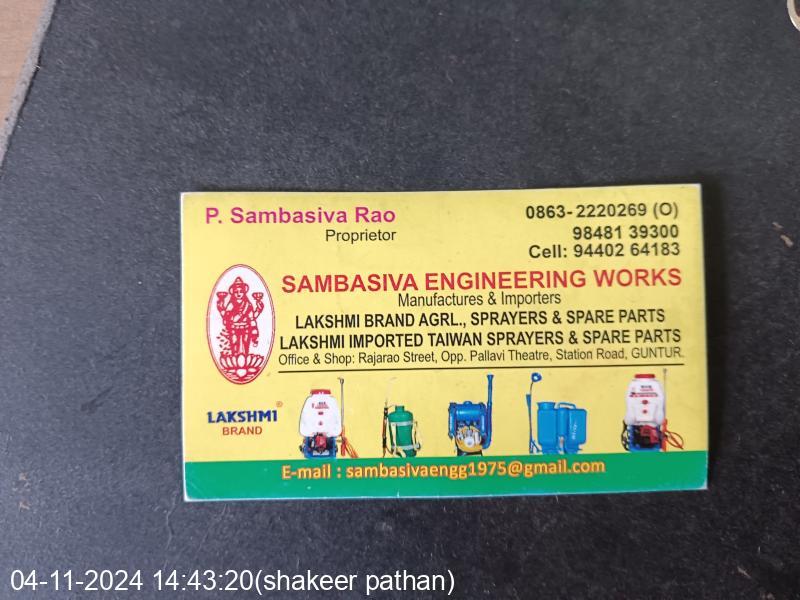 P. Sambasiva Rao
Proprietor
0863-2220269 (O)
98481 39300
Cell: 94402 64183
SAMBASIVA ENGINEERING WORKS
Manufactures & Importers
LAKSHMI BRAND AGRL., SPRAYERS & SPARE PARTS
LAKSHMI IMPORTED TAIWAN SPRAYERS & SPARE PARTS
Office & Shop: Rajarao Street, Opp. Pallavi Theatre, Station Road, GUNTUR.
LAKSHMI®
BRAND
E-mail : sambasivaengg1975@gmail.com
04-11-2024 14:43:20(shakeer pathan)